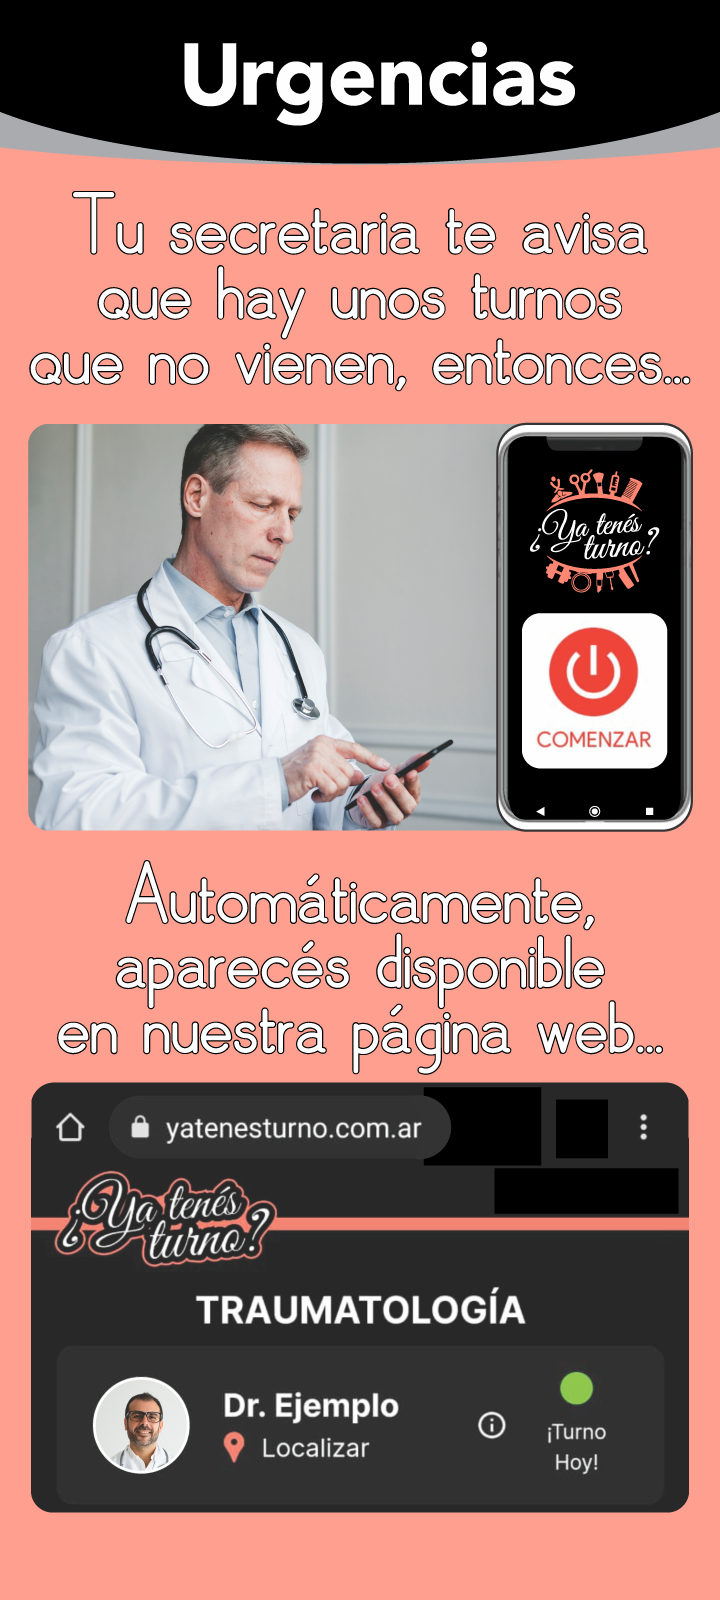 Urgencias
Tu secretaria te avisa
que hay unos turnos
que no vienen, entonces...
¿Ya tenés
turno?
COMENZAR
Automáticamente,
aparecés disponible
en nuestra página web...
yatenesturno.com.ar
¿Ya tenés
turno?
TRAUMATOLOGÍA
Dr. Ejemplo
Localizar
¡Turno
Hoy!